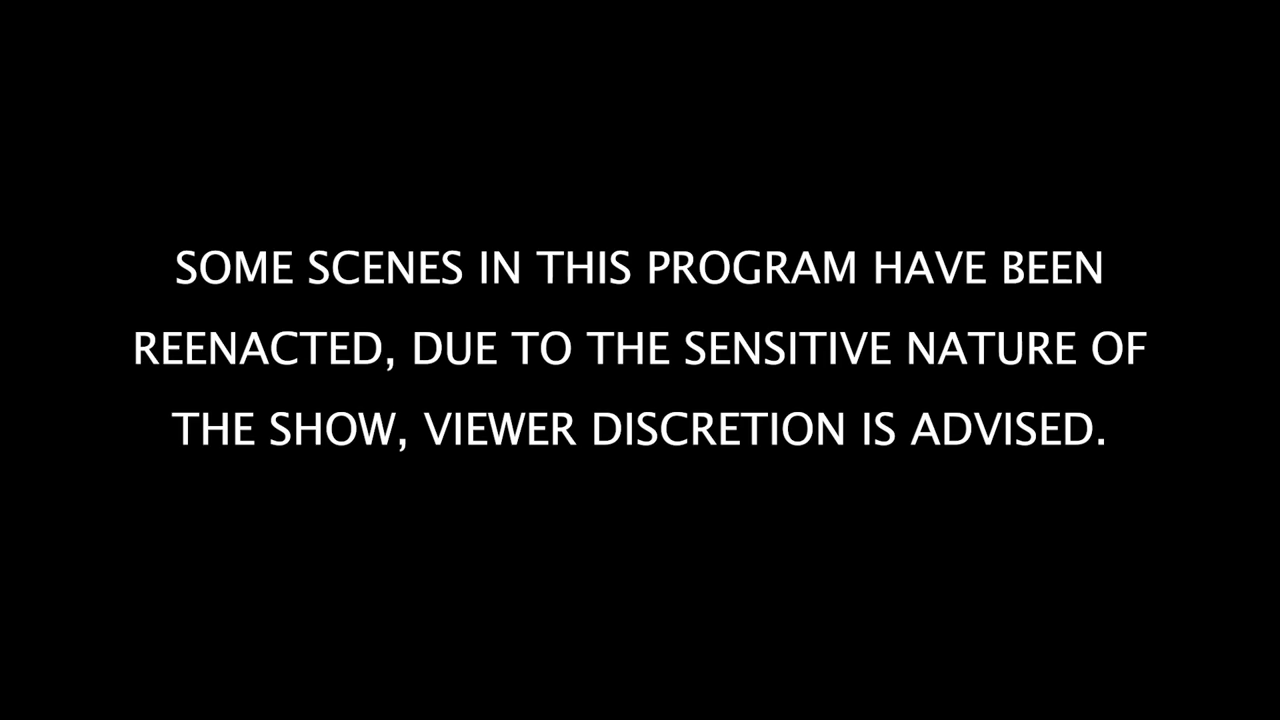 SOME SCENES IN THIS PROGRAM HAVE BEEN
REENACTED, DUE TO THE SENSITIVE NATURE OF
THE SHOW, VIEWER DISCRETION IS ADVISED.